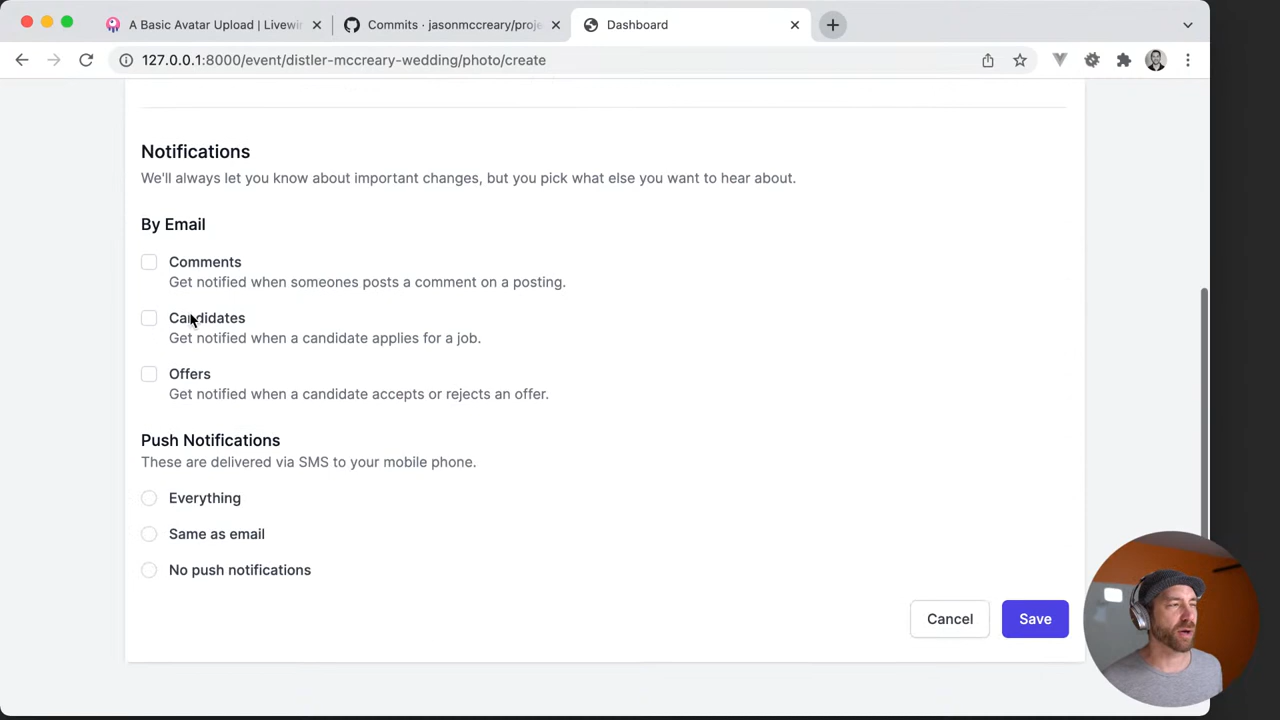 A Basic Avatar Upload | Livewir
Commits · jasonmccreary/proje
Dashboard
127.0.0.1:8000/event/distler-mccreary-wedding/photo/create
Notifications
We'll always let you know about important changes, but you pick what else you want to hear about.
By Email
Comments
Get notified when someones posts a comment on a posting.
Candidates
Get notified when a candidate applies for a job.
Offers
Get notified when a candidate accepts or rejects an offer.
Push Notifications
These are delivered via SMS to your mobile phone.
Everything
Same as email
No push notifications
Cancel
Save